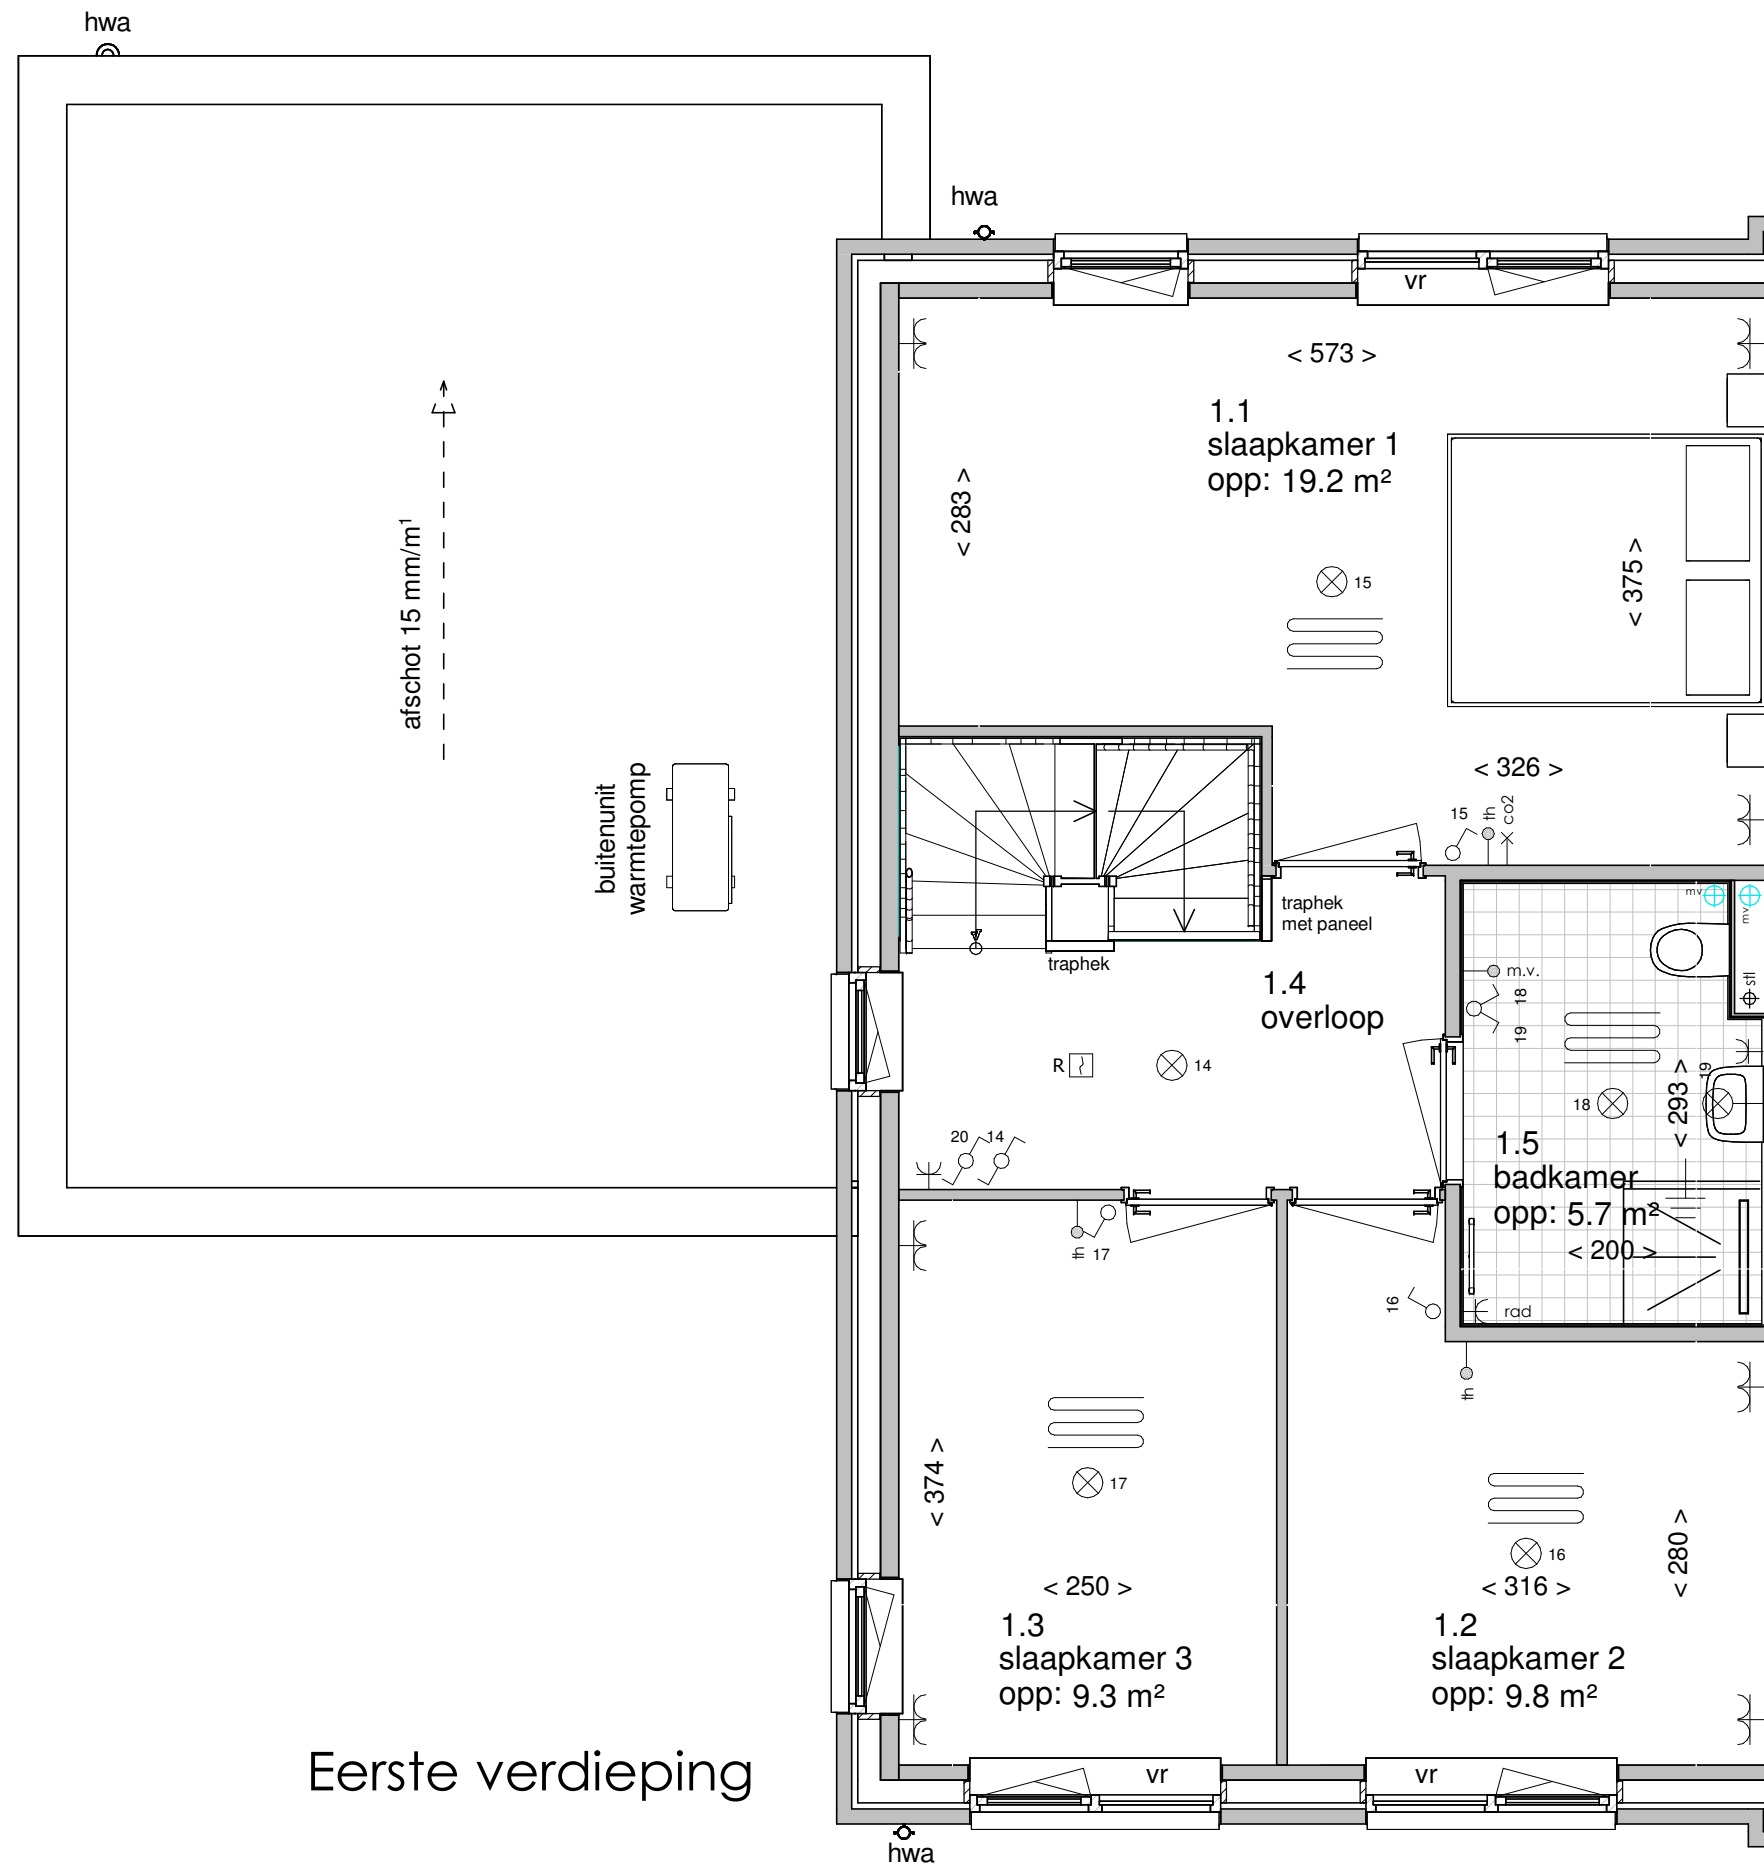 hwa
hwa
vr
< 573 >
1.1
slaapkamer 1
opp: 19.2 m²
< 283 >
< 375 >
afschot 15 mm/m¹
15
< 326 >
buitenunit
warmtepomp
15
th
co2
traphek
met paneel
traphek
mv
mv
stl
m.v.
18
19
1.4
overloop
R
14
18
< 293 >
19
20
14
1.5
badkamer
opp: 5.7 m²
< 200 >
th
17
16
rad
th
< 374 >
17
16
< 280 >
< 250 >
< 316 >
1.3
slaapkamer 3
opp: 9.3 m²
1.2
slaapkamer 2
opp: 9.8 m²
Eerste verdieping
vr
vr
hwa